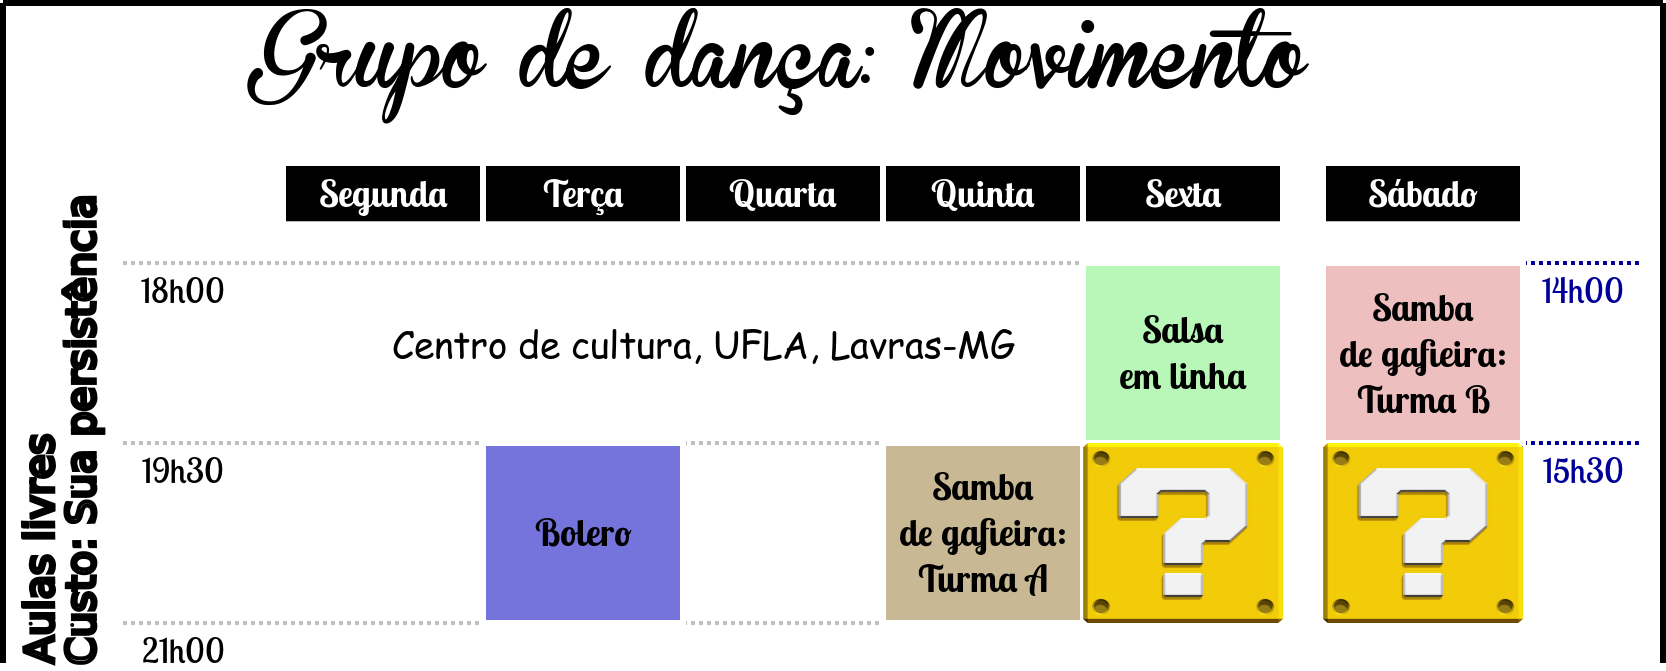 Grupo de dança: Movimento
Segunda
Terça
Quarta
Quinta
Sexta
Sábado
Aulas livres
Custo: Sua persistência
18h00
Centro de cultura, UFLA, Lavras-MG
Salsa
em linha
Samba
de gafieira:
Turma B
14h00
19h30
Bolero
Samba
de gafieira:
Turma A
?
?
15h30
21h00